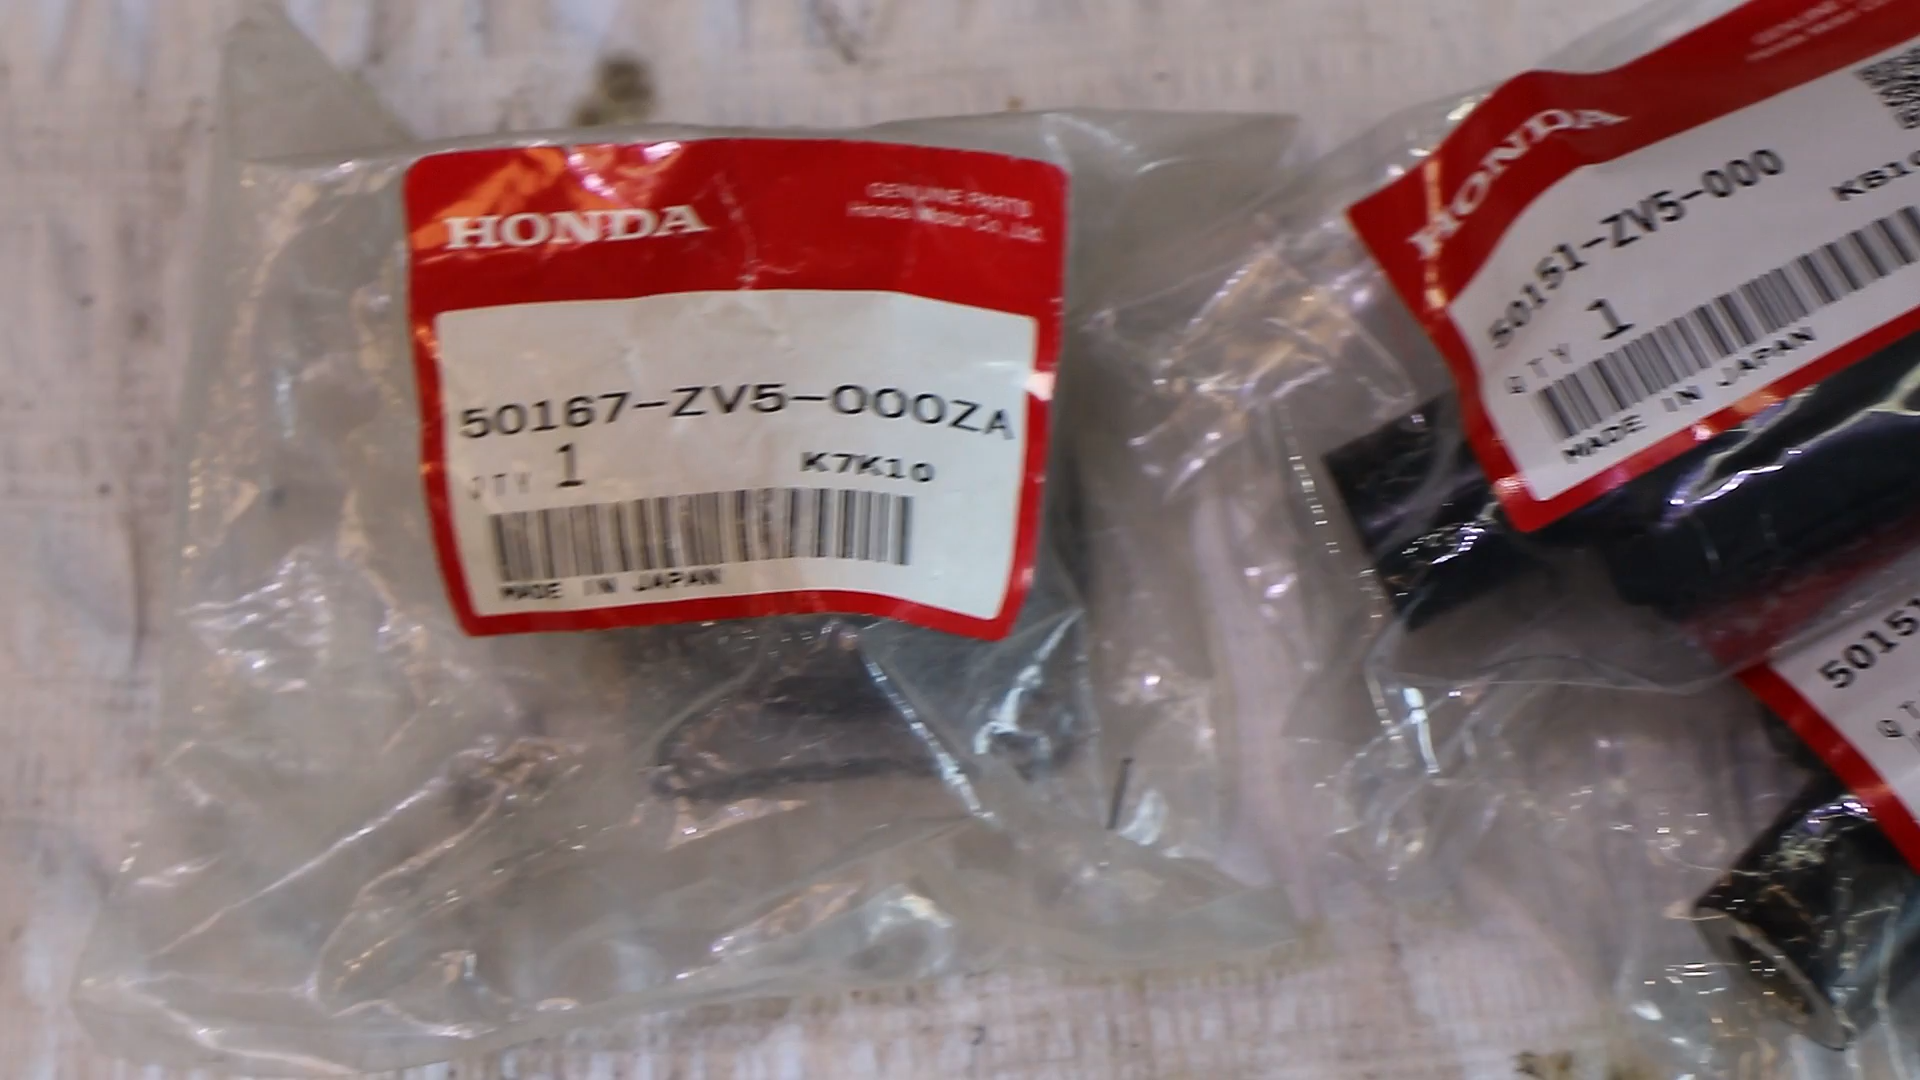 HONDA
GENUINE PARTS
Honda Motor Co., Ltd.
50167-ZV5-000ZA
QTY 1
K7K10
MADE IN JAPAN
HONDA
50151-ZV5-000
QTY 1
MADE IN JAPAN